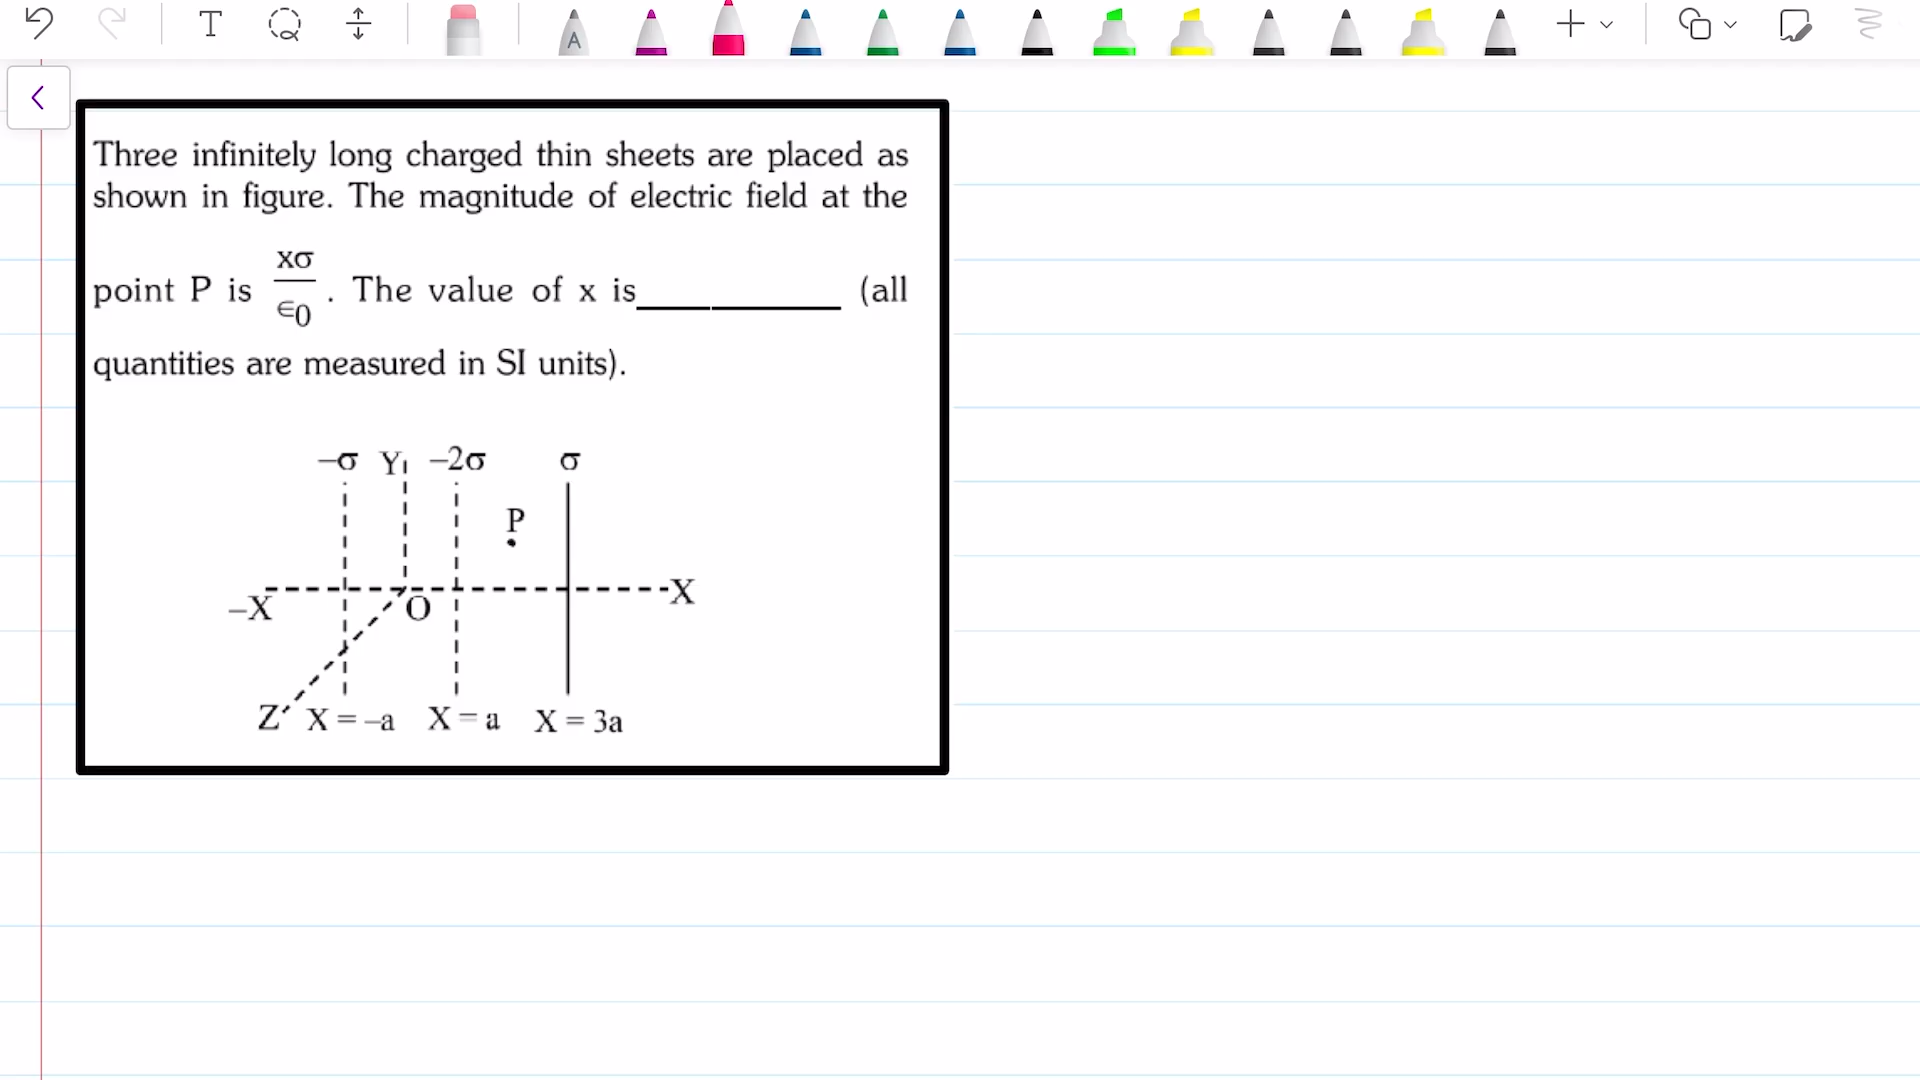 T
A
Three infinitely long charged thin sheets are placed as
shown in figure. The magnitude of electric field at the
point P is xσ/∈0 . The value of x is__________ (all
quantities are measured in SI units).
–σ Y –2σ σ
P
–X O X
Z X = –a X = a X = 3a